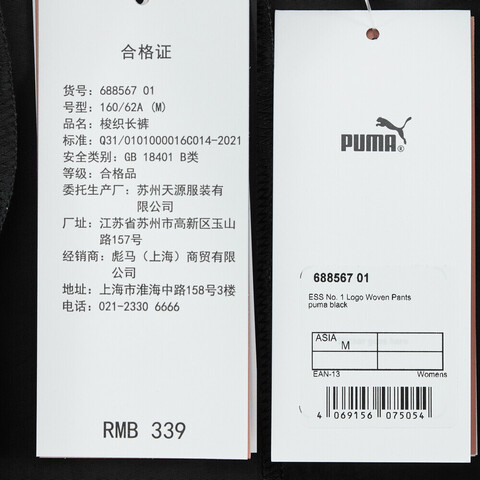 合格证
货号：688567 01
号型：160/62A (M)
品名：梭织长裤
标准：Q31/0101000016C014-2021
安全类别：GB 18401 B类
等级：合格品
委托生产厂：苏州天源服装有
限公司
厂址：江苏省苏州市高新区玉山
路157号
经销商：彪马（上海）商贸有限
公司
地址：上海市淮海中路158号3楼
电话：021-2330 6666
RMB 339
PUMA®
688567 01
ESS No. 1 Logo Woven Pants
puma black
ASIA
M
EAN-13 Womens
4 069156 075054